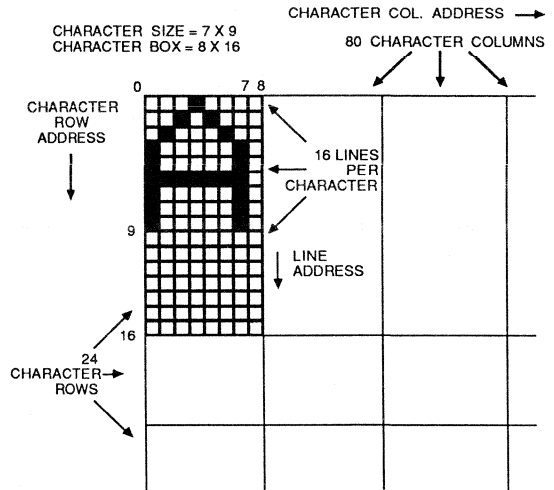 CHARACTER COL. ADDRESS
CHARACTER SIZE = 7 X 9
CHARACTER BOX = 8 X 16
80 CHARACTER COLUMNS
0
7 8
CHARACTER
ROW
ADDRESS
16 LINES
PER
CHARACTER
9
LINE
ADDRESS
16
24
CHARACTER
ROWS